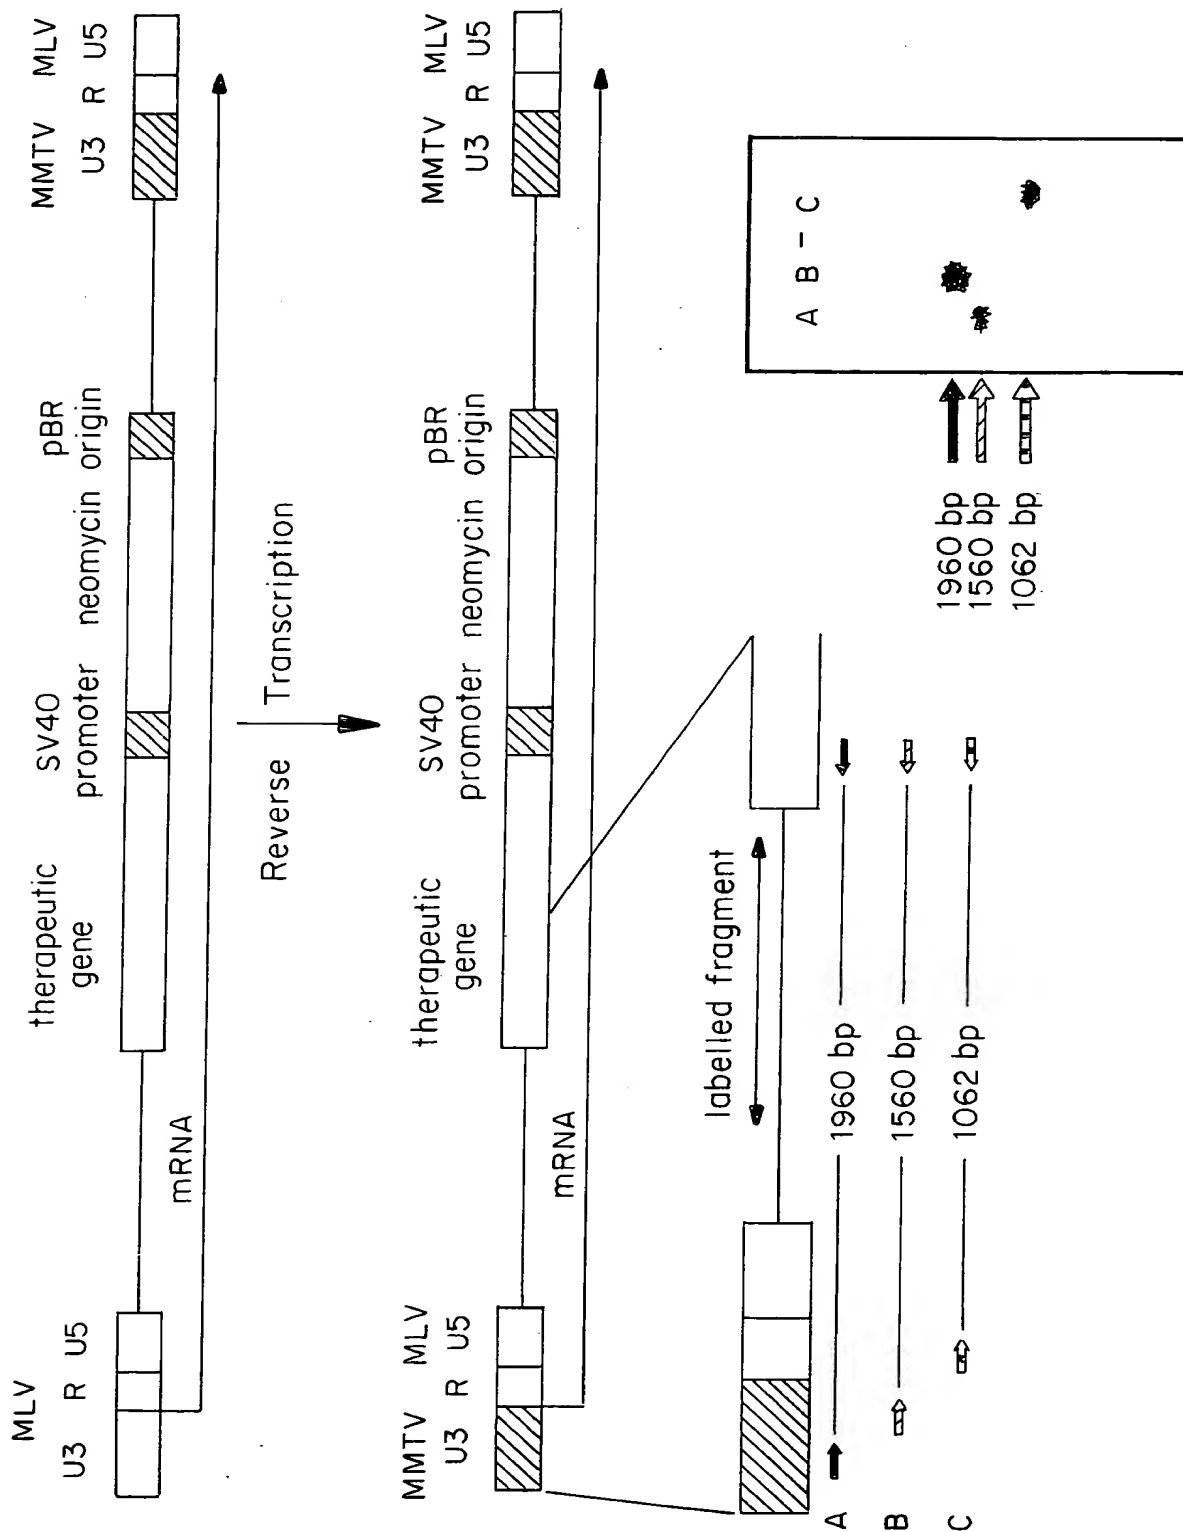 MLV
U3 R U5
therapeutic
gene
SV40
promoter
neomycin
pBR
origin
MMTV MLV
U3 R U5
mRNA
Reverse Transcription
MMTV MLV
U3 R U5
therapeutic
gene
SV40
promoter
neomycin
pBR
origin
MMTV MLV
U3 R U5
mRNA
labelled fragment
A 1960 bp
B 1560 bp
C 1062 bp
A B - C
1960 bp
1560 bp
1062 bp